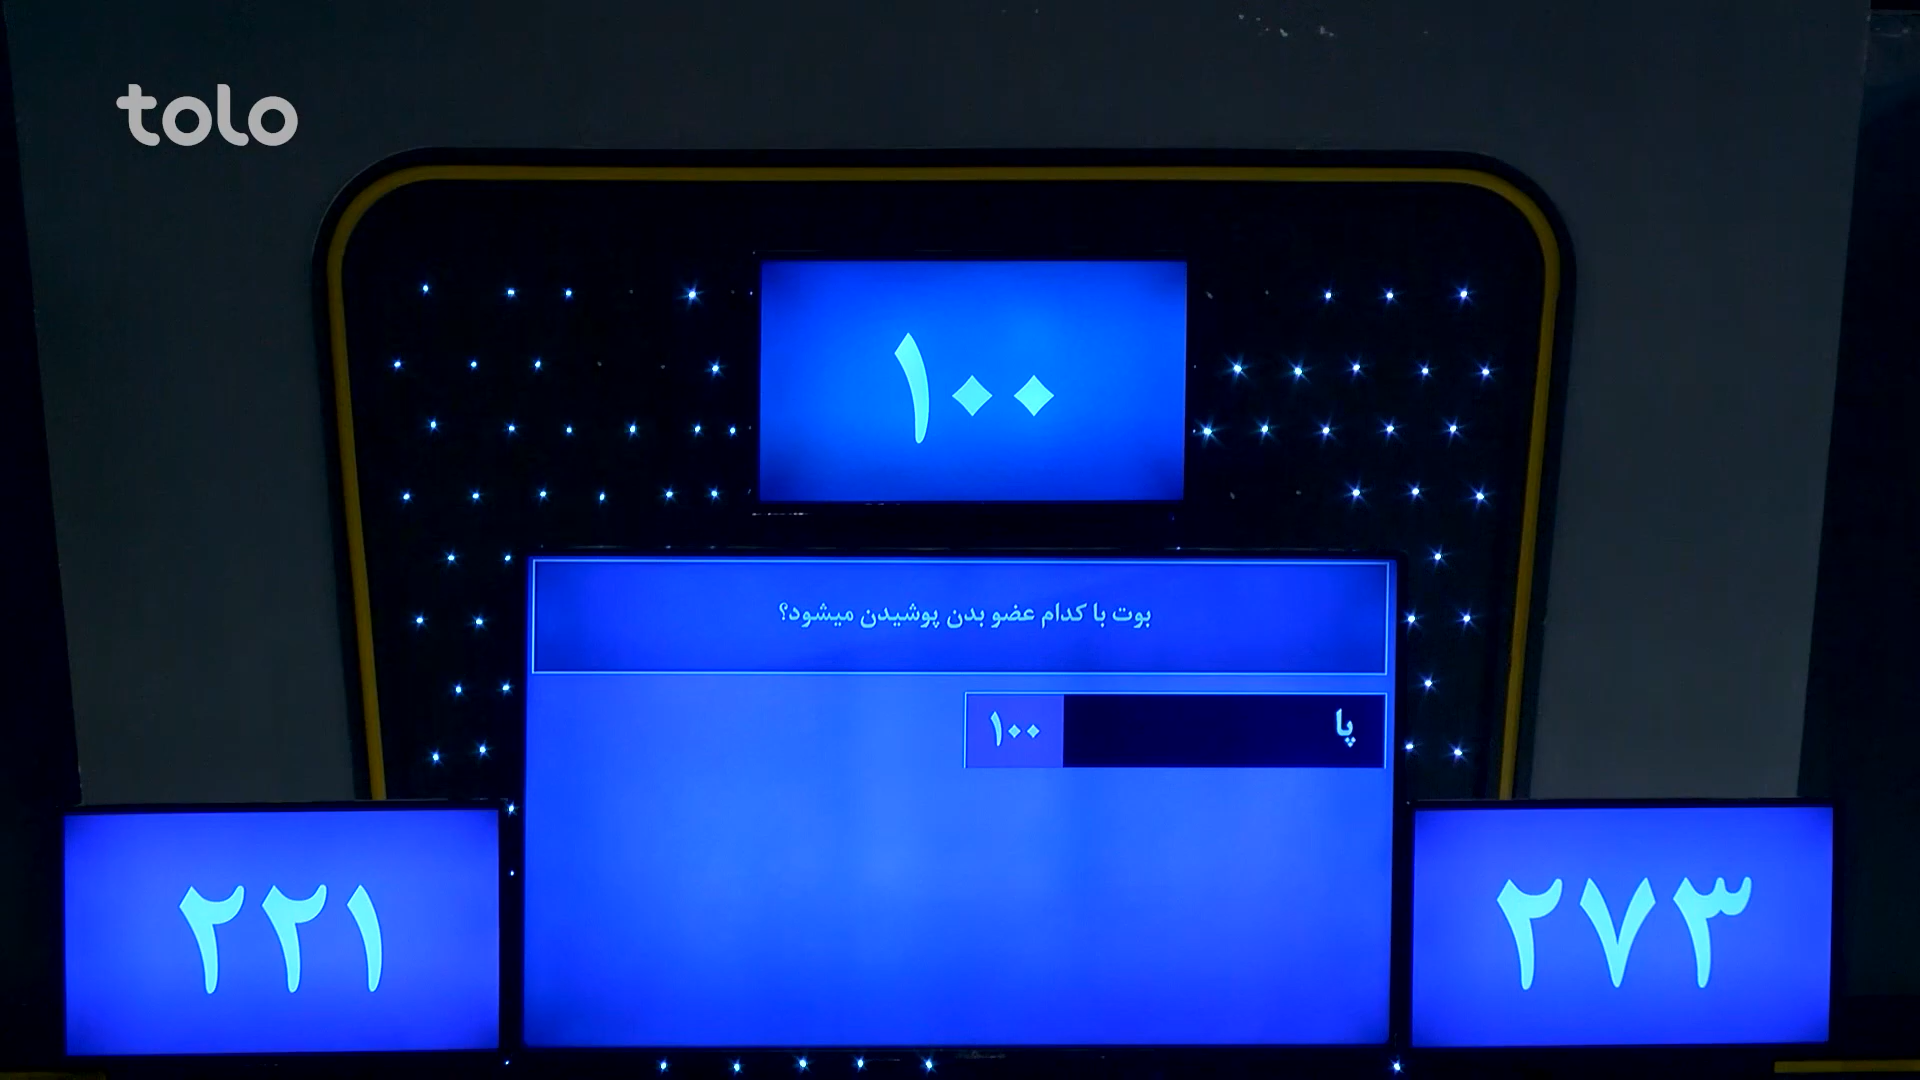 tolo
۱۰۰
بوت با کدام عضو بدن پوشیدن میشود؟
پا
۱۰۰
۲۲۱
۲۷۳